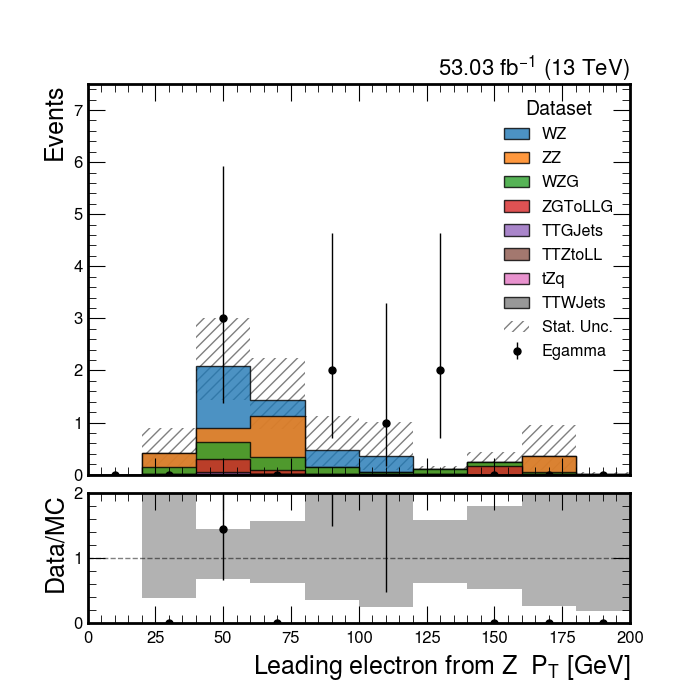 53.03 fb⁻¹ (13 TeV)
Events
7
6
5
4
3
2
1
0
Dataset
WZ
ZZ
WZG
ZGToLLG
TTGJets
TTZtoLL
tZq
TTWJets
Stat. Unc.
Egamma
Data/MC
2
1
0
0 25 50 75 100 125 150 175 200
Leading electron from Z P_T [GeV]